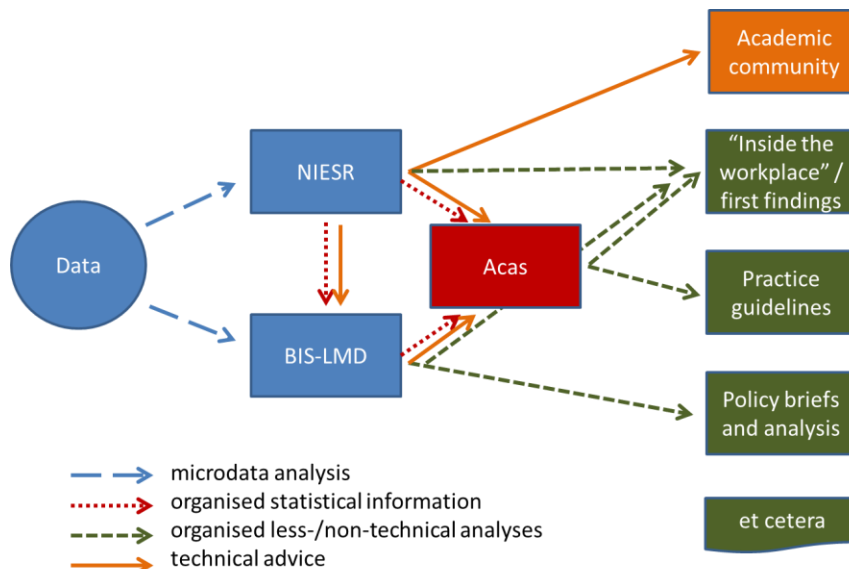 Academic
community
"Inside the
workplace" /
first findings
NIESR
Data
Acas
Practice
guidelines
BIS-LMD
Policy briefs
and analysis
microdata analysis
organised statistical information
organised less-/non-technical analyses
technical advice
et cetera